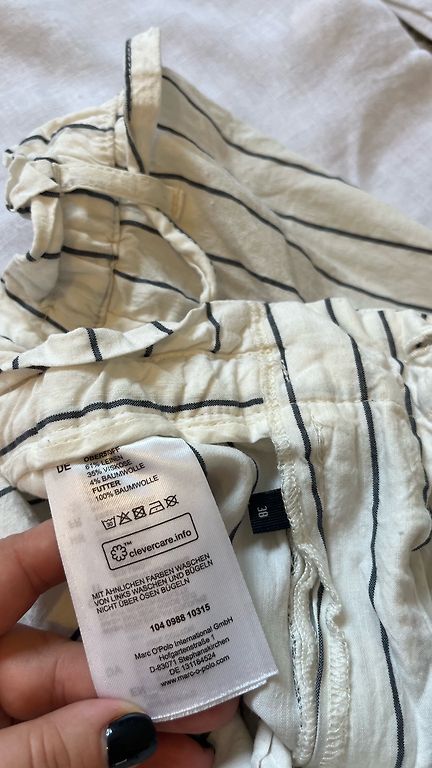 DE
OBERSTOFF
61% LEINEN
35% VISKOSE
4% BAUMWOLLE
FUTTER
100% BAUMWOLLE
clevercare.info
MIT ÄHNLICHEN FARBEN WASCHEN
VON LINKS WASCHEN UND BÜGELN
NICHT ÜBER ÖSEN BÜGELN
104 0988 10315
Marc O'Polo International GmbH
Hofgartenstraße 1
D-83071 Stephanskirchen
DE 131164524
www.marc-o-polo.com
38